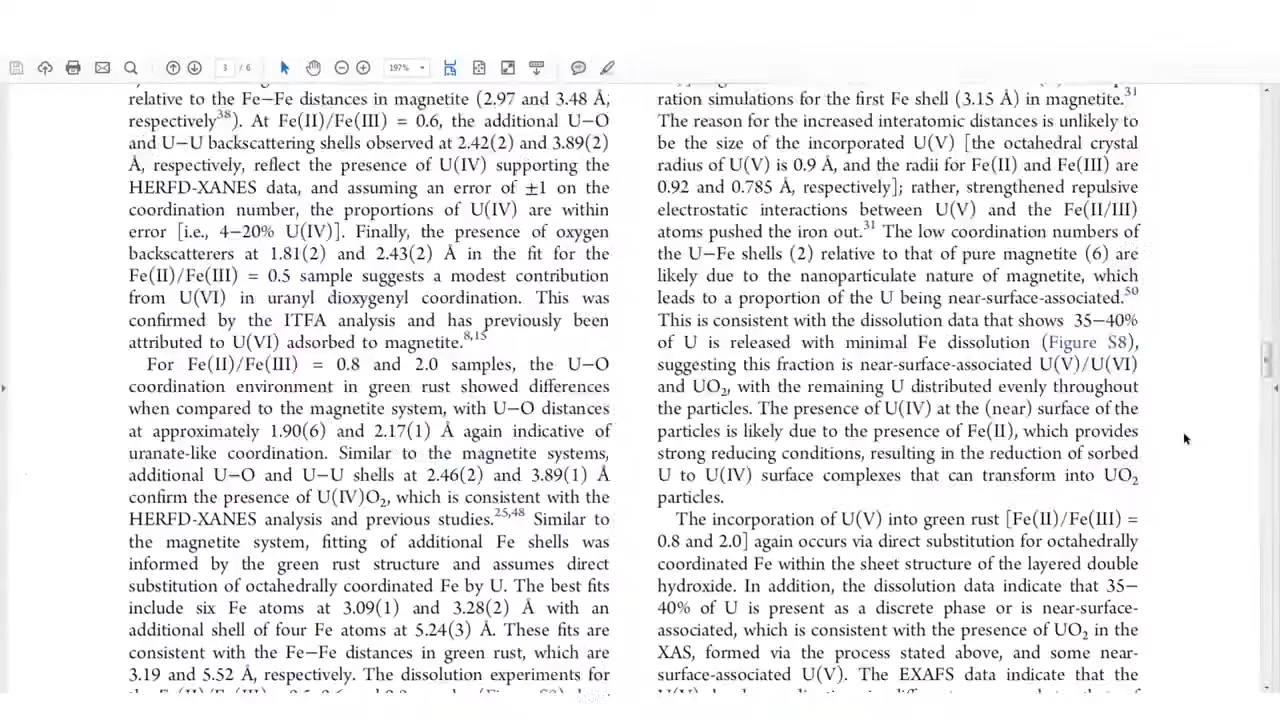 3 / 6
197%
relative to the Fe−Fe distances in magnetite (2.97 and 3.48 Å,
respectively38). At Fe(II)/Fe(III) = 0.6, the additional U−O
and U−U backscattering shells observed at 2.42(2) and 3.89(2)
Å, respectively, reflect the presence of U(IV) supporting the
HERFD-XANES data, and assuming an error of ±1 on the
coordination number, the proportions of U(IV) are within
error [i.e., 4−20% U(IV)]. Finally, the presence of oxygen
backscatterers at 1.81(2) and 2.43(2) Å in the fit for the
Fe(II)/Fe(III) = 0.5 sample suggests a modest contribution
from U(VI) in uranyl dioxygenyl coordination. This was
confirmed by the ITFA analysis and has previously been
attributed to U(VI) adsorbed to magnetite.8,15
For Fe(II)/Fe(III) = 0.8 and 2.0 samples, the U−O
coordination environment in green rust showed differences
when compared to the magnetite system, with U−O distances
at approximately 1.90(6) and 2.17(1) Å again indicative of
uranate-like coordination. Similar to the magnetite systems,
additional U−O and U−U shells at 2.46(2) and 3.89(1) Å
confirm the presence of U(IV)O2, which is consistent with the
HERFD-XANES analysis and previous studies.25,48 Similar to
the magnetite system, fitting of additional Fe shells was
informed by the green rust structure and assumes direct
substitution of octahedrally coordinated Fe by U. The best fits
include six Fe atoms at 3.09(1) and 3.28(2) Å with an
additional shell of four Fe atoms at 5.24(3) Å. These fits are
consistent with the Fe−Fe distances in green rust, which are
3.19 and 5.52 Å, respectively. The dissolution experiments for
ration simulations for the first Fe shell (3.15 Å) in magnetite.31
The reason for the increased interatomic distances is unlikely to
be the size of the incorporated U(V) [the octahedral crystal
radius of U(V) is 0.9 Å, and the radii for Fe(II) and Fe(III) are
0.92 and 0.785 Å, respectively]; rather, strengthened repulsive
electrostatic interactions between U(V) and the Fe(II/III)
atoms pushed the iron out.31 The low coordination numbers of
the U−Fe shells (2) relative to that of pure magnetite (6) are
likely due to the nanoparticulate nature of magnetite, which
leads to a proportion of the U being near-surface-associated.50
This is consistent with the dissolution data that shows 35−40%
of U is released with minimal Fe dissolution (Figure S8),
suggesting this fraction is near-surface-associated U(V)/U(VI)
and UO2, with the remaining U distributed evenly throughout
the particles. The presence of U(IV) at the (near) surface of the
particles is likely due to the presence of Fe(II), which provides
strong reducing conditions, resulting in the reduction of sorbed
U to U(IV) surface complexes that can transform into UO2
particles.
The incorporation of U(V) into green rust [Fe(II)/Fe(III) =
0.8 and 2.0] again occurs via direct substitution for octahedrally
coordinated Fe within the sheet structure of the layered double
hydroxide. In addition, the dissolution data indicate that 35−
40% of U is present as a discrete phase or is near-surface-
associated, which is consistent with the presence of UO2 in the
XAS, formed via the process stated above, and some near-
surface-associated U(V). The EXAFS data indicate that the